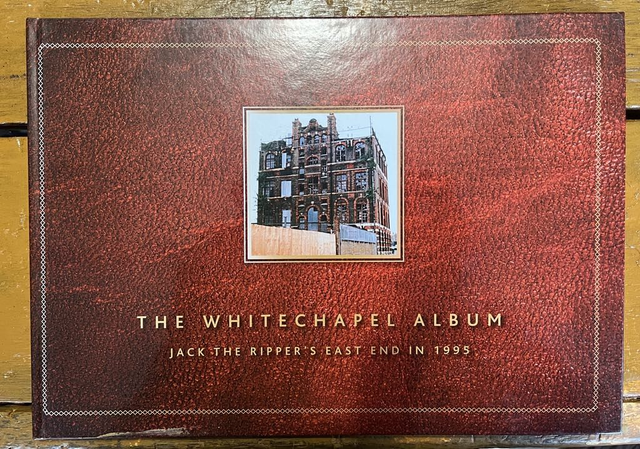 THE WHITECHAPEL ALBUM
JACK THE RIPPER'S EAST END IN 1995